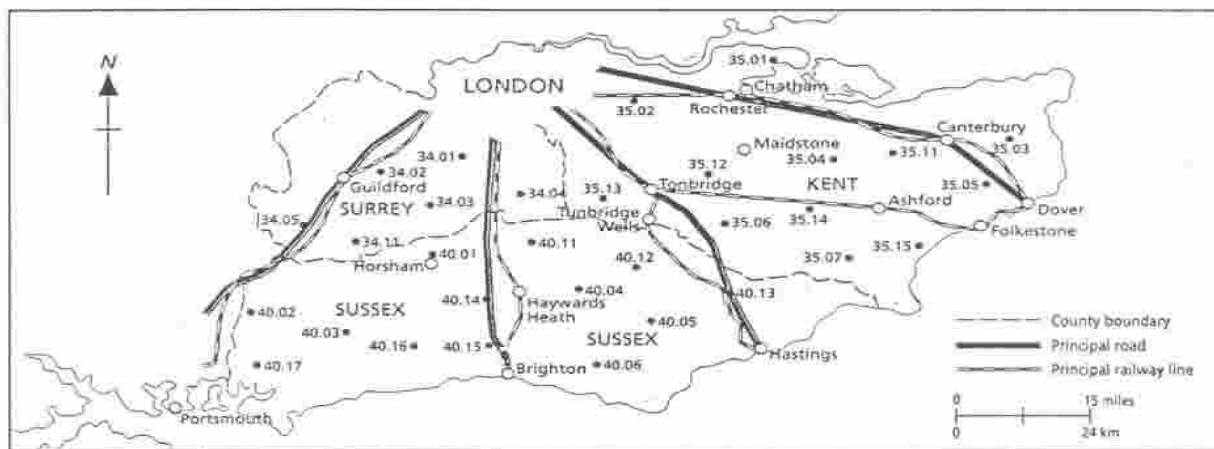 N
LONDON
35.01
Chatham
Rochester
35.02
Canterbury
35.03
Maidstone
35.04
35.11
34.01
34.02
Guildford
35.12
34.04
35.13
Tonbridge
KENT
35.05
SURREY
34.03
Ashford
Dover
34.05
Tunbridge
Wells
35.06
35.14
Folkestone
34.11
40.01
40.11
35.15
Horsham
40.12
35.07
40.02
SUSSEX
40.14
Haywards
Heath
40.04
40.13
40.03
SUSSEX
40.05
40.16
40.15
Hastings
40.17
Brighton
40.06
Portsmouth
County boundary
Principal road
Principal railway line
0 15 miles
0 24 km